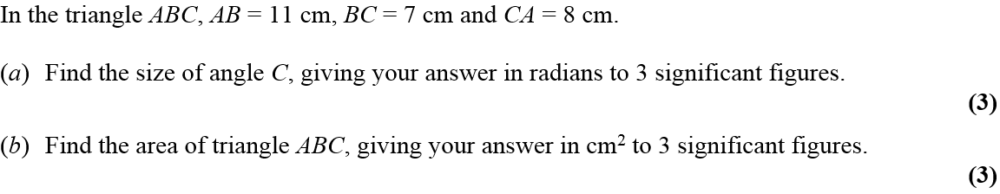 In the triangle ABC, AB = 11 cm, BC = 7 cm and CA = 8 cm.
(a) Find the size of angle C, giving your answer in radians to 3 significant figures.
(3)
(b) Find the area of triangle ABC, giving your answer in cm² to 3 significant figures.
(3)